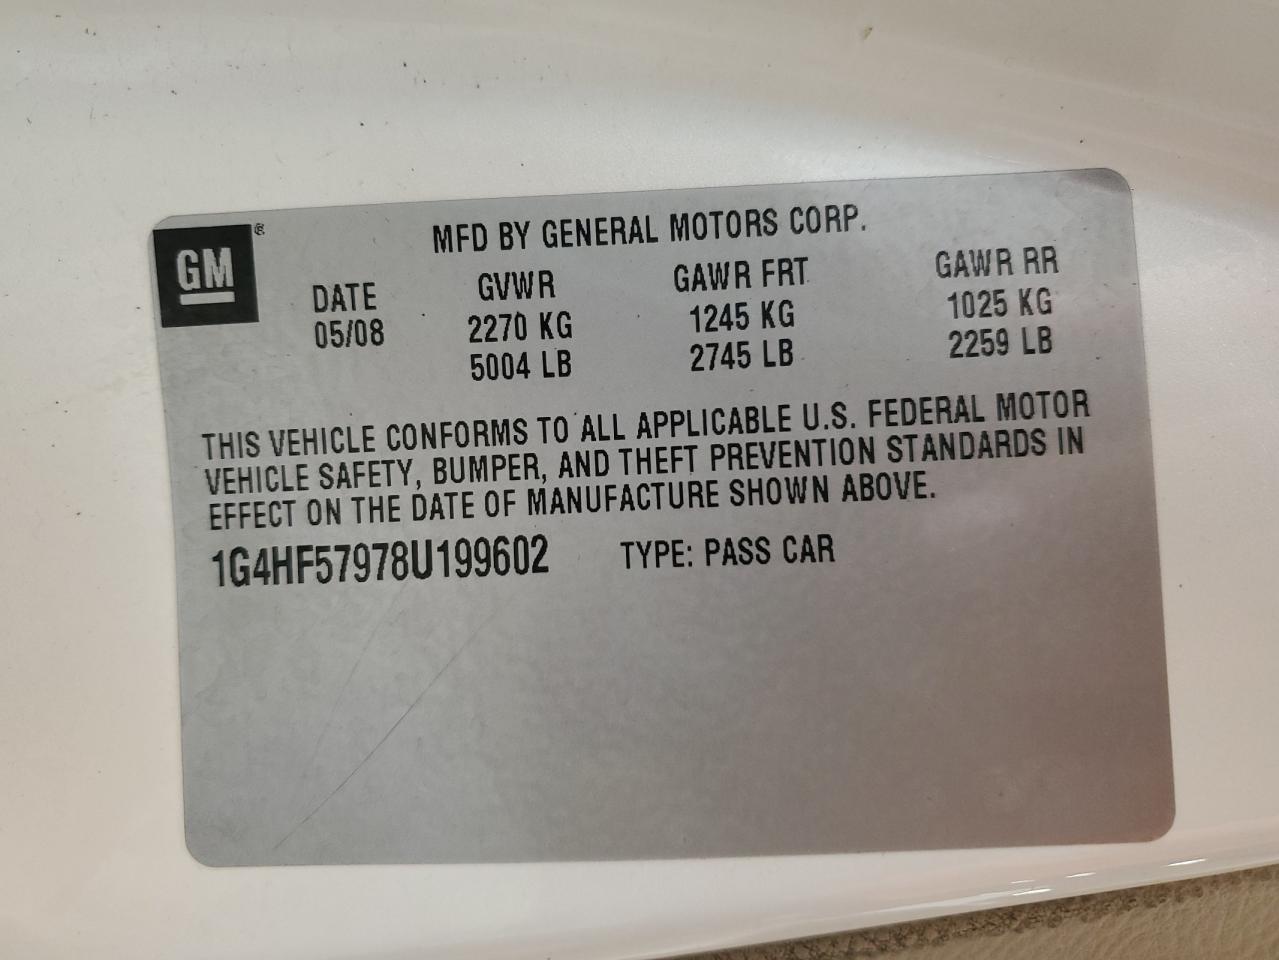 MFD BY GENERAL MOTORS CORP.
GM®
DATE GVWR GAWR FRT GAWR RR
05/08 2270 KG 1245 KG 1025 KG
5004 LB 2745 LB 2259 LB
THIS VEHICLE CONFORMS TO ALL APPLICABLE U.S. FEDERAL MOTOR
VEHICLE SAFETY, BUMPER, AND THEFT PREVENTION STANDARDS IN
EFFECT ON THE DATE OF MANUFACTURE SHOWN ABOVE.
1G4HF57978U199602 TYPE: PASS CAR